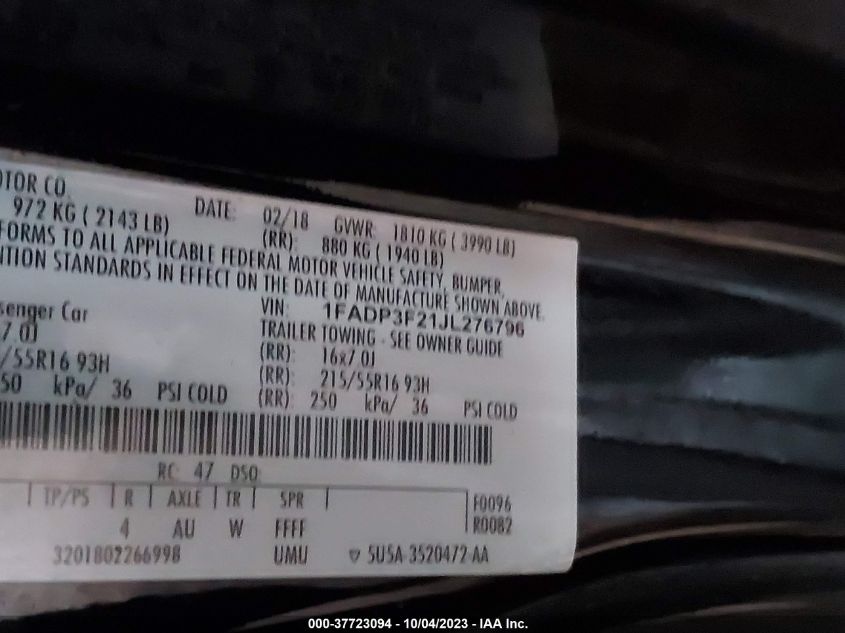 OTOR CO. DATE: 02/18 GVWR: 1810 KG ( 3990 LB)
972 KG ( 2143 LB) (RR): 880 KG ( 1940 LB)
FORMS TO ALL APPLICABLE FEDERAL MOTOR VEHICLE SAFETY, BUMPER,
NTION STANDARDS IN EFFECT ON THE DATE OF MANUFACTURE SHOWN ABOVE.
VIN: 1FADP3F21JL276796
senger Car TRAILER TOWING - SEE OWNER GUIDE
7.0J (RR): 16x7.0J
/55R16 93H (RR): 215/55R16 93H
50 kPa/ 36 PSI COLD (RR): 250 kPa/ 36 PSI COLD
RC: 47 DSO:
TP/PS R AXLE TR SPR F0096
4 AU W FFFF R0082
3201802266998 UMU 5U5A-3520472-AA
000-37723094 - 10/04/2023 - IAA Inc.